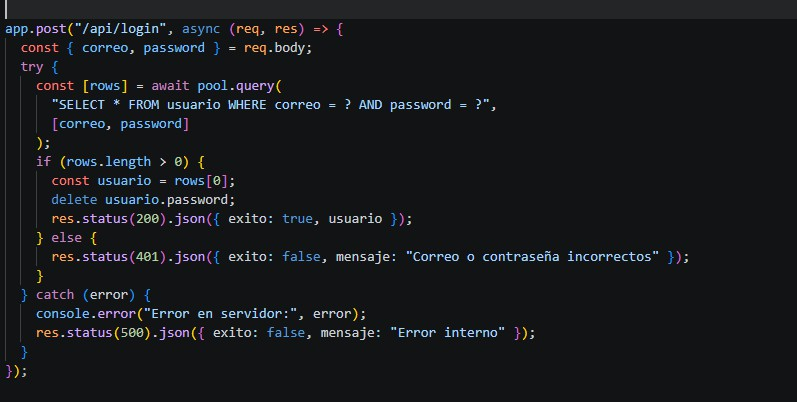 app.post("/api/login", async (req, res) => {
  const { correo, password } = req.body;
  try {
    const [rows] = await pool.query(
      "SELECT * FROM usuario WHERE correo = ? AND password = ?",
      [correo, password]
    );
    if (rows.length > 0) {
      const usuario = rows[0];
      delete usuario.password;
      res.status(200).json({ exito: true, usuario });
    } else {
      res.status(401).json({ exito: false, mensaje: "Correo o contraseña incorrectos" });
    }
  } catch (error) {
    console.error("Error en servidor:", error);
    res.status(500).json({ exito: false, mensaje: "Error interno" });
  }
});